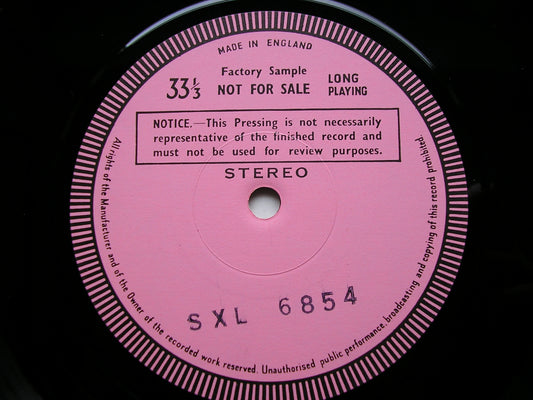 MADE IN ENGLAND
Factory Sample
33⅓ NOT FOR SALE LONG PLAYING
NOTICE.—This Pressing is not necessarily
representative of the finished record and
must not be used for review purposes.
STEREO
SXL 6854
All rights of the Manufacturer and of the Owner of the recorded work reserved. Unauthorised public performance, broadcasting and copying of this record prohibited.